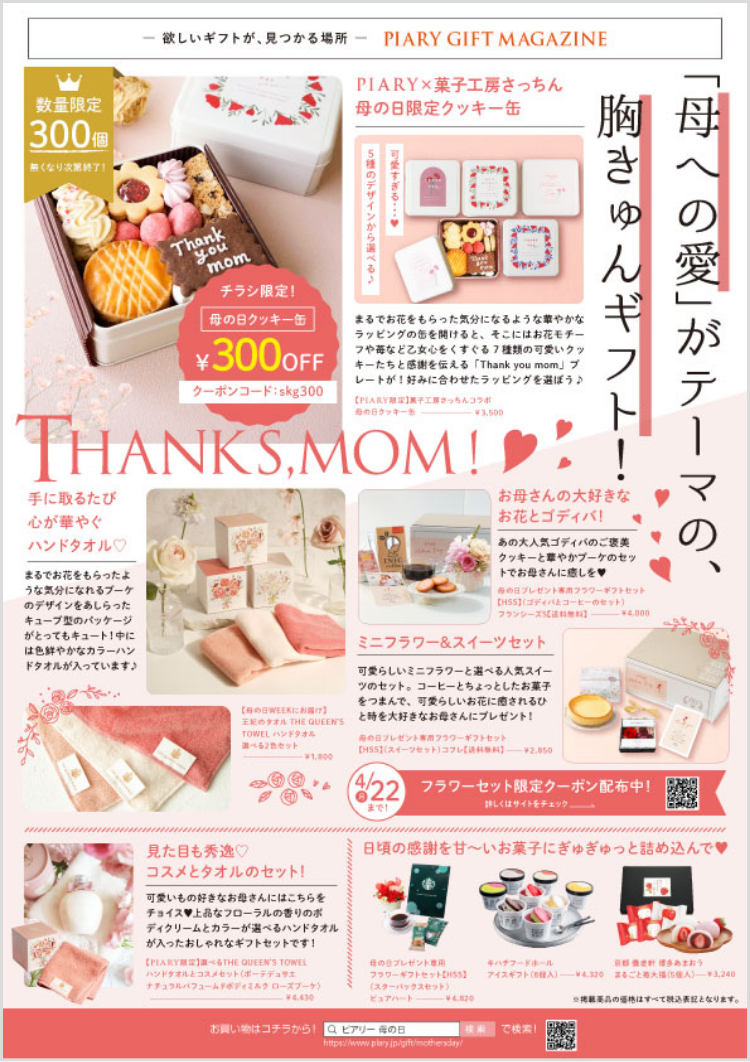 ― 欲しいギフトが、見つかる場所 ― PIARY GIFT MAGAZINE
「母への愛」がテーマの、
胸きゅんギフト!
数量限定
300個
無くなり次第終了!
Thank
you
mom
チラシ限定!
母の日クッキー缶
¥300OFF
クーポンコード:skg300
PIARY×菓子工房さっちん
母の日限定クッキー缶
可愛すぎる…♥
5種のデザインから選べる♪
まるでお花をもらった気分になるような華やかな
ラッピングの缶を開けると、そこにはお花モチー
フや苺など乙女心をくすぐる7種類の可愛いクッ
キーたちと感謝を伝える「Thank you mom」プ
レートが!好みに合わせたラッピングを選ぼう♪
【PIARY限定】菓子工房さっちんコラボ
母の日クッキー缶 ―――― ¥3,500
THANKS,MOM!
手に取るたび
心が華やぐ
ハンドタオル♡
まるでお花をもらったよ
うな気分になれるブーケ
のデザインをあしらった
キューブ型のパッケージ
がとってもキュート!中に
は色鮮やかなカラーハン
ドタオルが入っています♪
【母の日WEEKにお届け】
王妃のタオル THE QUEEN'S
TOWEL ハンドタオル
選べる2色セット
―――― ¥1,800
お母さんの大好きな
お花とゴディバ!
あの大人気ゴディバのご褒美
クッキーと華やかブーケのセッ
トでお母さんに癒しを♥
母の日プレゼント専用フラワーギフトセット
【HSS】(ゴディバとコーヒーのセット)
フランシーズS【送料無料】 ―― ¥4,000
ミニフラワー&スイーツセット
可愛らしいミニフラワーと選べる人気スイー
ツのセット。コーヒーとちょっとしたお菓子
をつまんで、可愛らしいお花に癒されるひ
と時を大好きなお母さんにプレゼント!
母の日プレゼント専用フラワーギフトセット
【HSS】(スイーツセット)コフレ【送料無料】 ―― ¥2,850
4/22
月
まで!
フラワーセット限定クーポン配布中!
詳しくはサイトをチェック
見た目も秀逸♡
コスメとタオルのセット!
可愛いもの好きなお母さんにはこちらを
チョイス♥上品なフローラルの香りのボ
ディクリームとカラーが選べるハンドタオル
が入ったおしゃれなギフトセットです!
【PIARY限定】選べるTHE QUEEN'S TOWEL
ハンドタオルとコスメセット(ボーテデュサエ
ナチュラルパフュームドボディミルク ローズブーケ)
―――― ¥4,430
日頃の感謝を甘～いお菓子にぎゅぎゅっと詰め込んで♥
母の日プレゼント専用
フラワーギフトセット【HSS】
(スターバックスセット)
ピュアハート ―― ¥4,820
キハチフードホール
アイスギフト(8個入) ―― ¥4,320
京都 養老軒 博多あまおう
まるごと苺大福(5個入) ―― ¥3,240
※掲載商品の価格はすべて税込表記となります。
お買い物はコチラから! ピアリー 母の日 検索 で検索!
https://www.piary.jp/gift/mothersday/